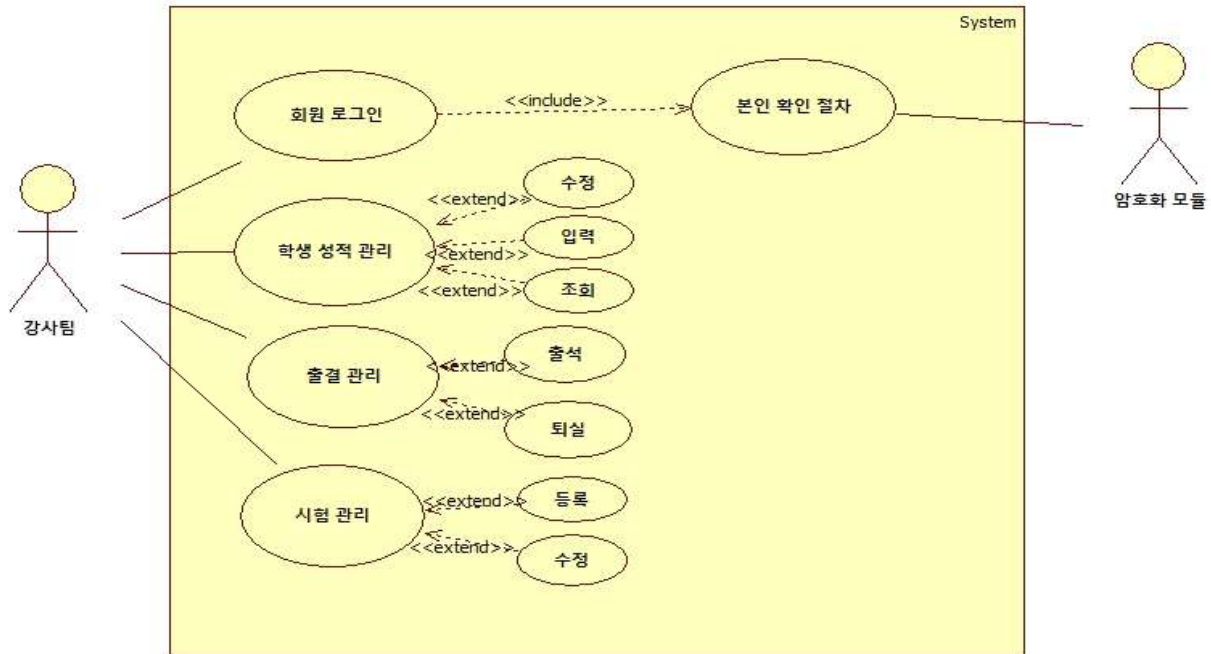 System
회원 로그인
<<include>>
본인 확인 절차
암호화 모듈
강사팀
학생 성적 관리
<<extend>>
수정
<<extend>>
입력
<<extend>>
조회
출결 관리
<<extend>>
출석
<<extend>>
퇴실
시험 관리
<<extend>>
등록
<<extend>>
수정